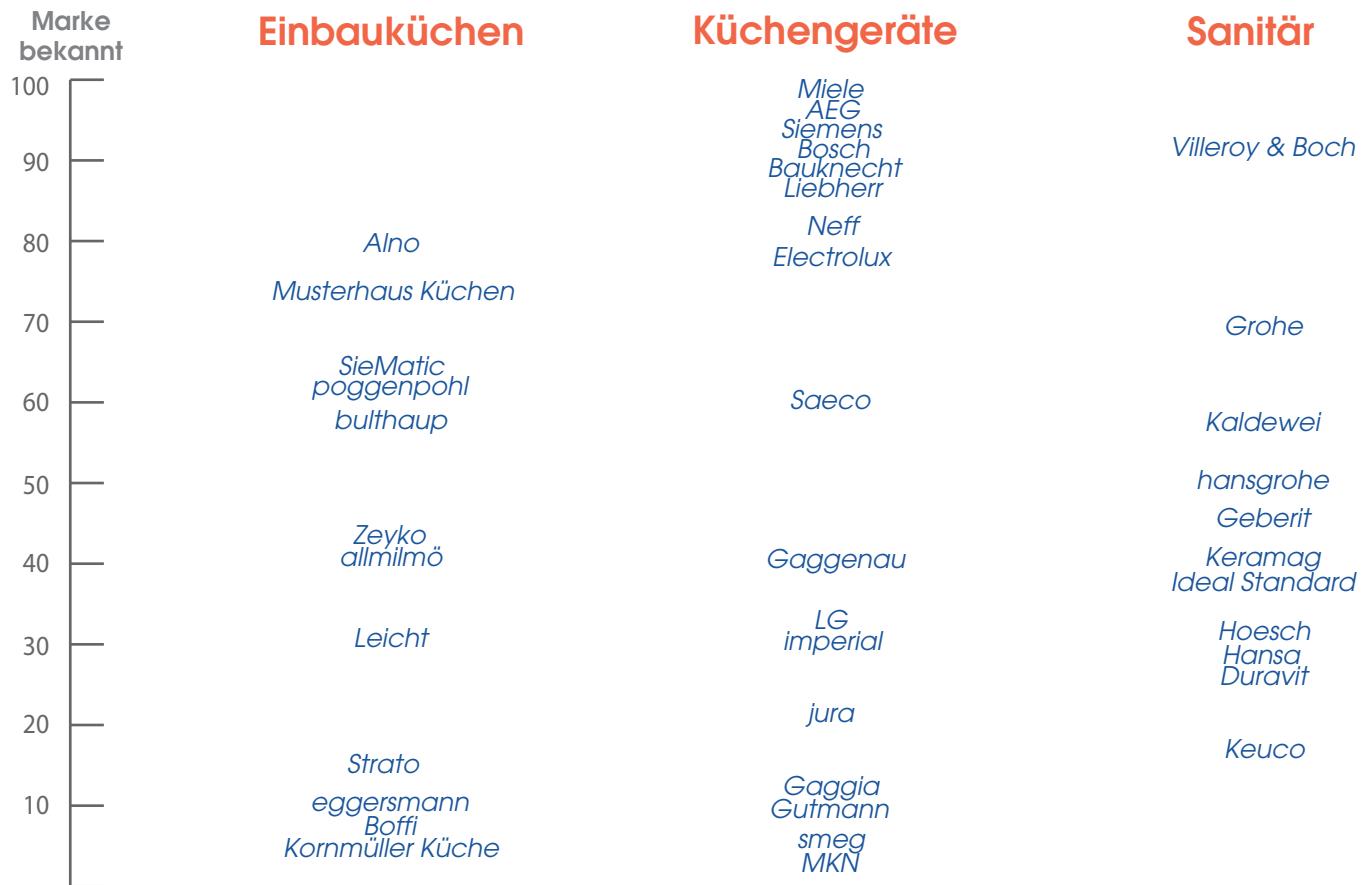 Marke
bekannt
Einbauküchen
Küchengeräte
Sanitär
100
90
80
70
60
50
40
30
20
10
Alno
Musterhaus Küchen
SieMatic
poggenpohl
bulthaup
Zeyko
allmilmö
Leicht
Strato
eggersmann
Boffi
Kornmüller Küche
Miele
AEG
Siemens
Bosch
Bauknecht
Liebherr
Neff
Electrolux
Saeco
Gaggenau
LG
imperial
jura
Gaggia
Gutmann
smeg
MKN
Villeroy & Boch
Grohe
Kaldewei
hansgrohe
Geberit
Keramag
Ideal Standard
Hoesch
Hansa
Duravit
Keuco